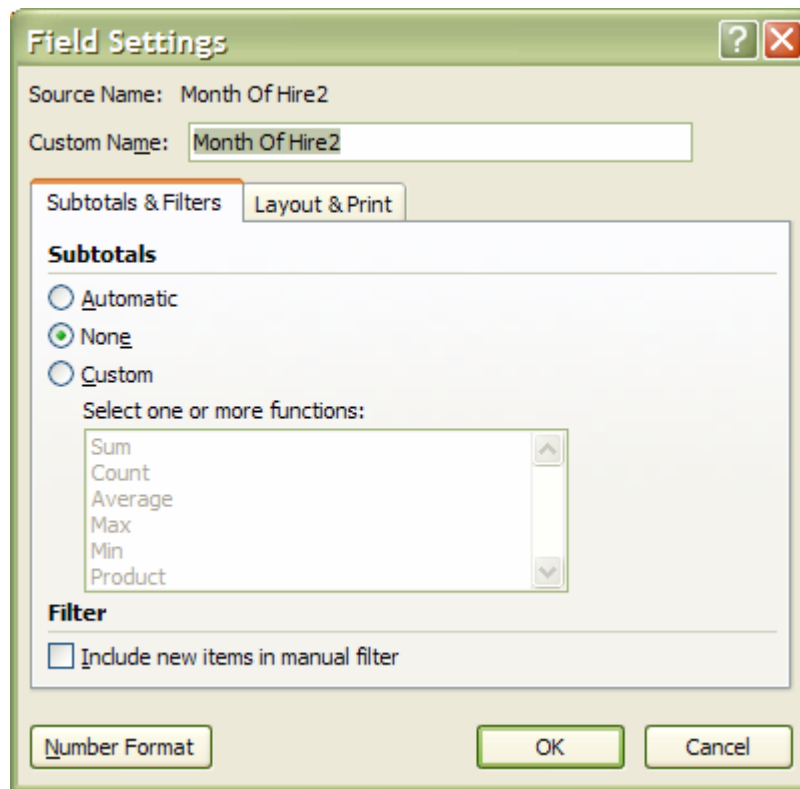 Field Settings
Source Name: Month Of Hire2
Custom Name: Month Of Hire2
Subtotals & Filters Layout & Print
Subtotals
Automatic
None
Custom
Select one or more functions:
Sum
Count
Average
Max
Min
Product
Filter
Include new items in manual filter
Number Format OK Cancel